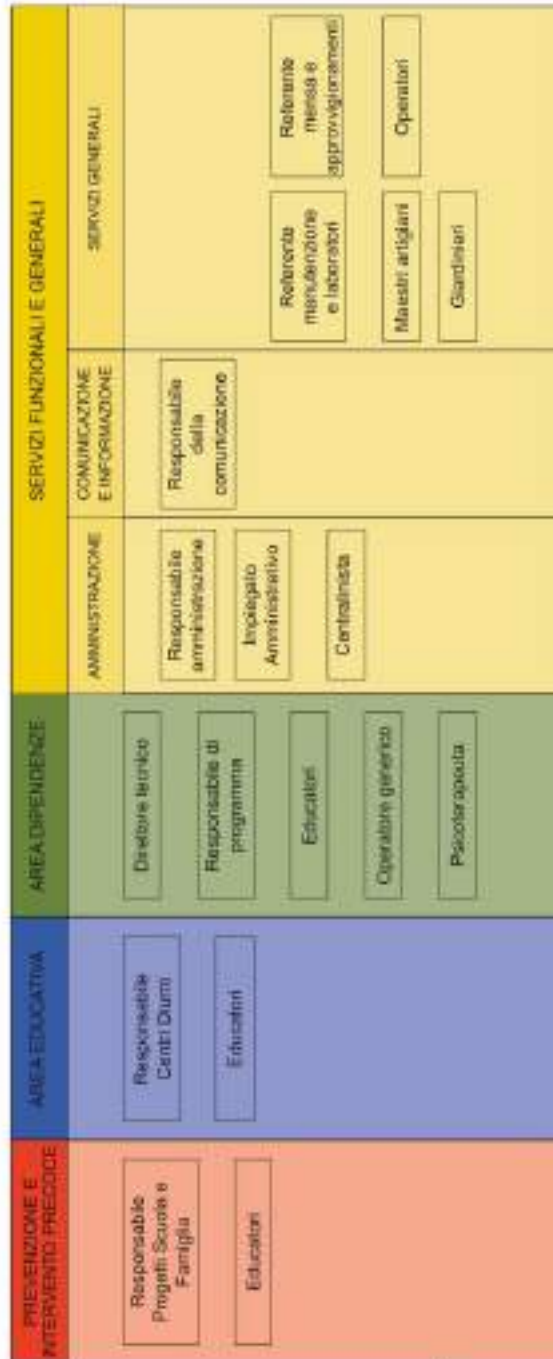 PREVENZIONE E
INTERVENTO PRECOCE
Responsabile
Progetti Scuola e
Famiglia
Educatori
AREA EDUCATIVA
Responsabile
Centri Diurni
Educatori
AREA DIPENDENZE
Direttore tecnico
Responsabile di
programma
Educatori
Operatore generico
Psicoterapeuta
SERVIZI FUNZIONALI E GENERALI
AMMINISTRAZIONE
Responsabile
amministrazione
Impiegato
Amministrativo
Centralinista
COMUNICAZIONE
E INFORMAZIONE
Responsabile
della
comunicazione
SERVIZI GENERALI
Referente
manutenzione
e laboratori
Maestri artigiani
Giardinieri
Referente
mensa e
approvvigionamenti
Operatori